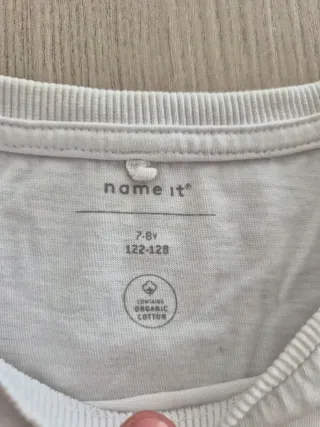 name it®
7-8Y
122-128
CONTAINS
ORGANIC
COTTON